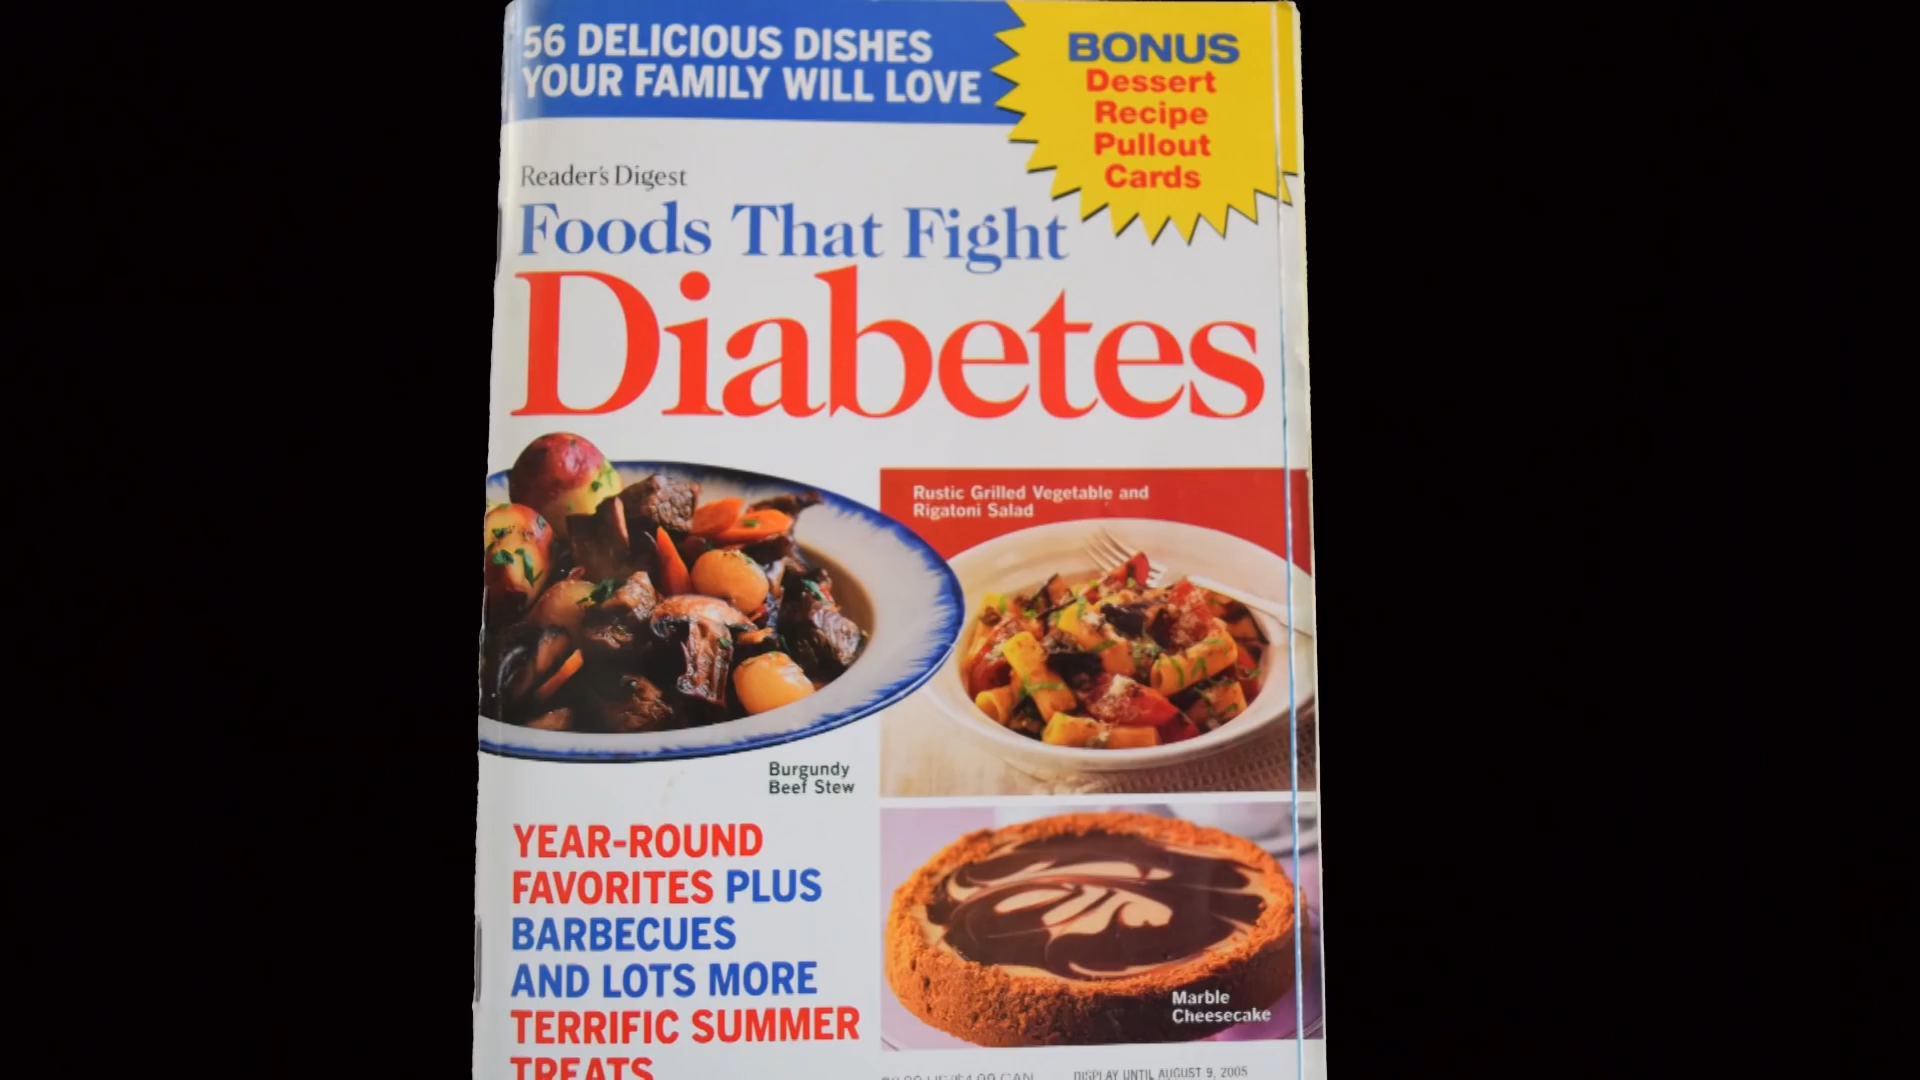 56 DELICIOUS DISHES
YOUR FAMILY WILL LOVE
BONUS
Dessert
Recipe
Pullout
Cards
Reader's Digest
Foods That Fight
Diabetes
Rustic Grilled Vegetable and
Rigatoni Salad
Burgundy
Beef Stew
YEAR-ROUND
FAVORITES PLUS
BARBECUES
AND LOTS MORE
TERRIFIC SUMMER
TREATS
Marble
Cheesecake
DISPLAY UNTIL AUGUST 9, 2005